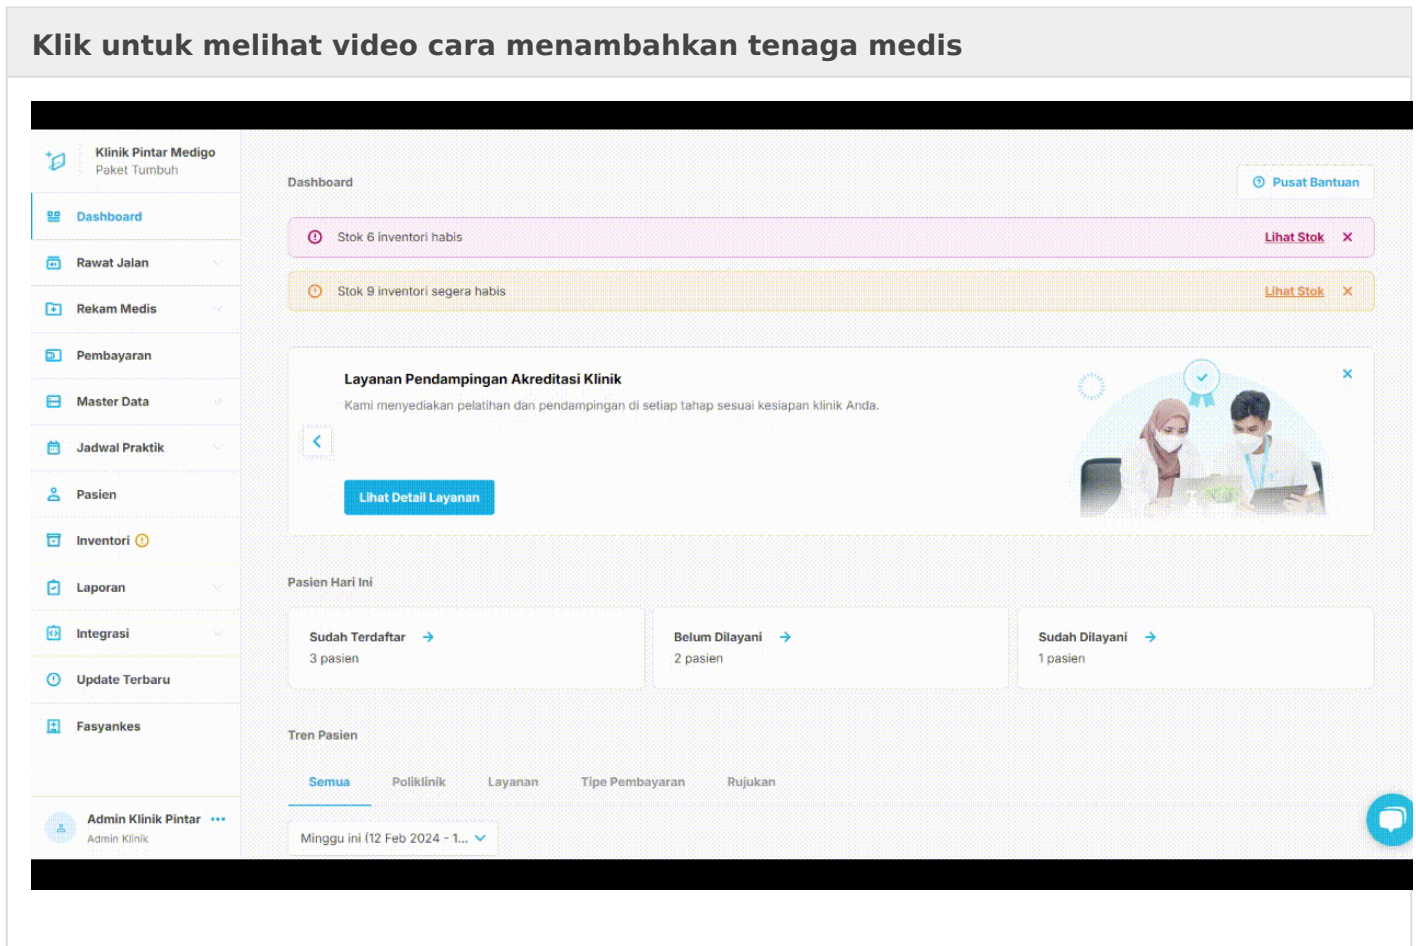 Klik untuk melihat video cara menambahkan tenaga medis
Klinik Pintar Medigo
Paket Tumbuh
Dashboard
Rawat Jalan
Rekam Medis
Pembayaran
Master Data
Jadwal Praktik
Pasien
Inventori
Laporan
Integrasi
Update Terbaru
Fasyankes
Admin Klinik Pintar
Admin Klinik
Dashboard
Pusat Bantuan
Stok 6 inventori habis
Lihat Stok
Stok 9 inventori segera habis
Lihat Stok
Layanan Pendampingan Akreditasi Klinik
Kami menyediakan pelatihan dan pendampingan di setiap tahap sesuai kesiapan klinik Anda.
Lihat Detail Layanan
Pasien Hari Ini
Sudah Terdaftar
3 pasien
Belum Dilayani
2 pasien
Sudah Dilayani
1 pasien
Tren Pasien
Semua Poliklinik Layanan Tipe Pembayaran Rujukan
Minggu ini (12 Feb 2024 - 1...